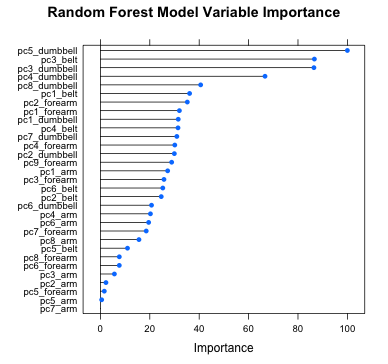 Random Forest Model Variable Importance
pc5_dumbbell
pc3_belt
pc3_dumbbell
pc4_dumbbell
pc8_dumbbell
pc1_belt
pc2_forearm
pc1_forearm
pc1_dumbbell
pc4_belt
pc7_dumbbell
pc4_forearm
pc2_dumbbell
pc9_forearm
pc1_arm
pc3_forearm
pc6_belt
pc2_belt
pc6_dumbbell
pc4_arm
pc6_arm
pc7_forearm
pc8_arm
pc5_belt
pc8_forearm
pc6_forearm
pc3_arm
pc2_arm
pc5_forearm
pc5_arm
pc7_arm
0 20 40 60 80 100
Importance